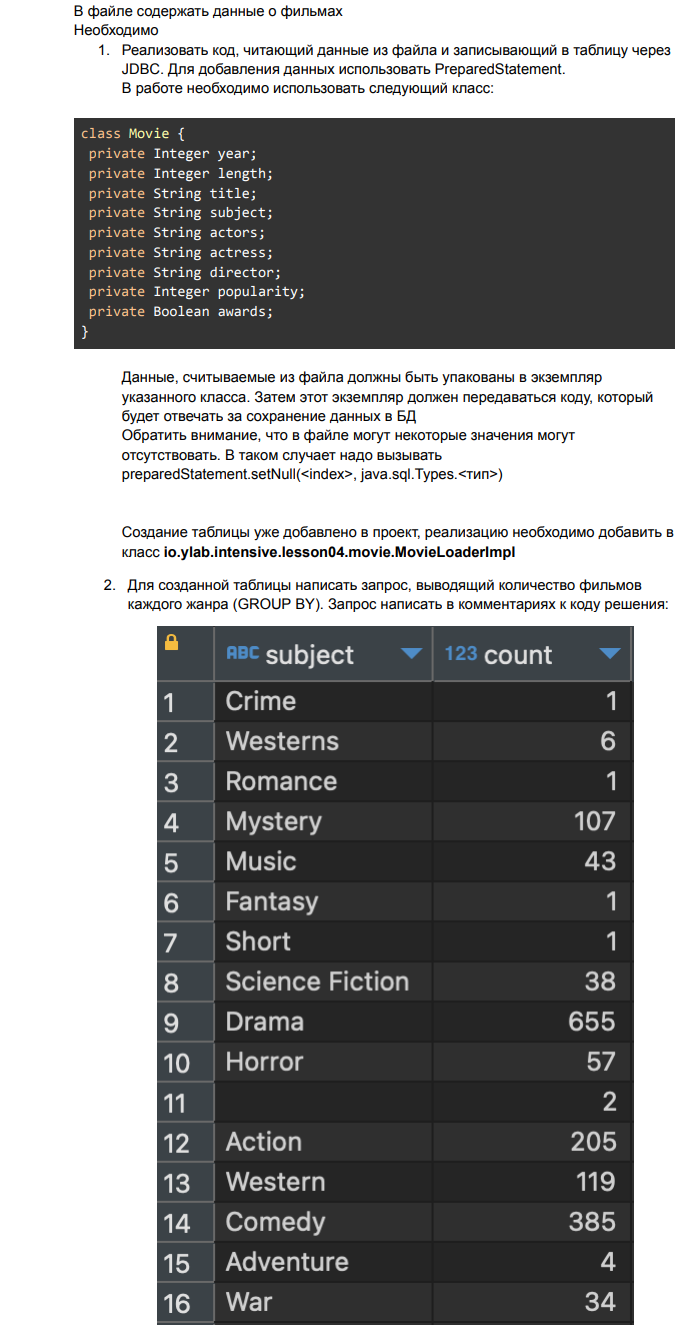 В файле содержать данные о фильмах
Необходимо
1. Реализовать код, читающий данные из файла и записывающий в таблицу через
JDBC. Для добавления данных использовать PreparedStatement.
В работе необходимо использовать следующий класс:
class Movie {
private Integer year;
private Integer length;
private String title;
private String subject;
private String actors;
private String actress;
private String director;
private Integer popularity;
private Boolean awards;
}
Данные, считываемые из файла должны быть упакованы в экземпляр
указанного класса. Затем этот экземпляр должен передаваться коду, который
будет отвечать за сохранение данных в БД
Обратить внимание, что в файле могут некоторые значения могут
отсутствовать. В таком случает надо вызывать
preparedStatement.setNull(<index>, java.sql.Types.<тип>)
Создание таблицы уже добавлено в проект, реализацию необходимо добавить в
класс io.ylab.intensive.lesson04.movie.MovieLoaderImpl
2. Для созданной таблицы написать запрос, выводящий количество фильмов
каждого жанра (GROUP BY). Запрос написать в комментариях к коду решения:
ABC subject 123 count
1 Crime 1
2 Westerns 6
3 Romance 1
4 Mystery 107
5 Music 43
6 Fantasy 1
7 Short 1
8 Science Fiction 38
9 Drama 655
10 Horror 57
11 2
12 Action 205
13 Western 119
14 Comedy 385
15 Adventure 4
16 War 34